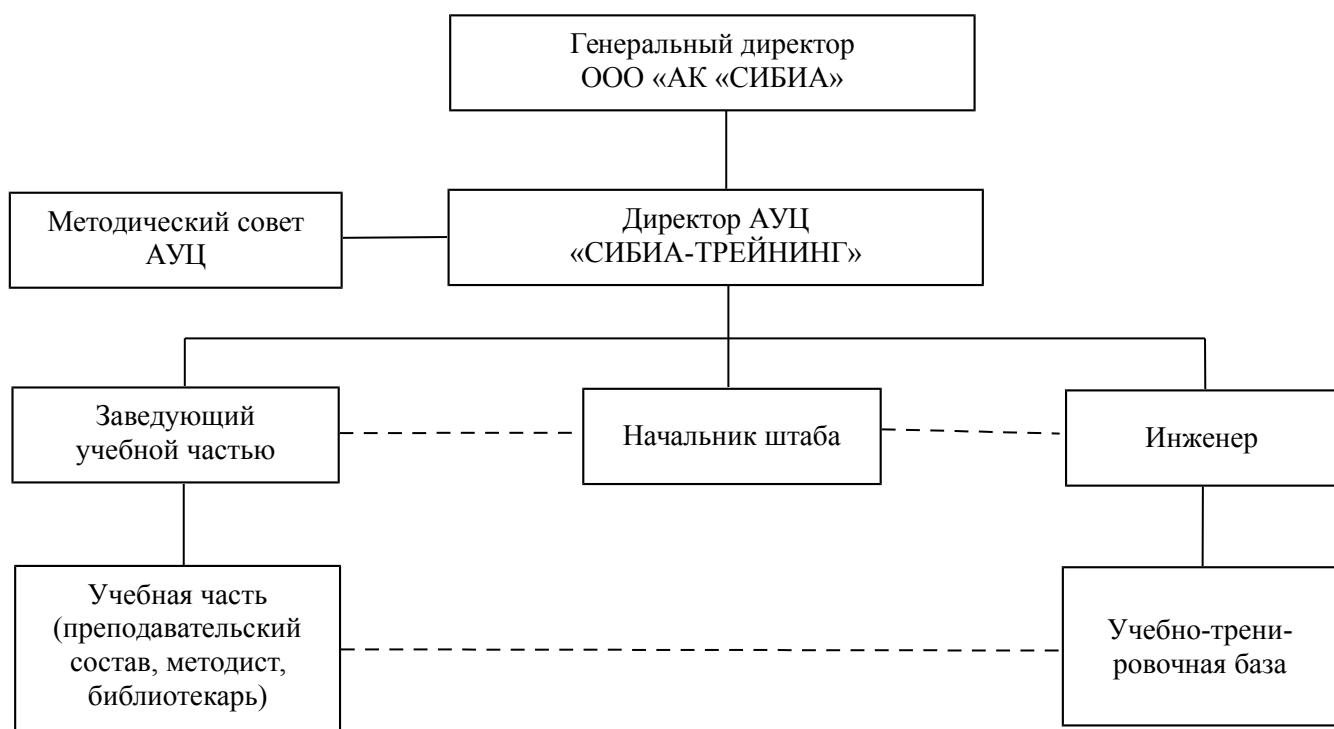 Генеральный директор
ООО «АК «СИБИА»
Методический совет
АУЦ
Директор АУЦ
«СИБИА-ТРЕЙНИНГ»
Заведующий
учебной частью
Начальник штаба
Инженер
Учебная часть
(преподавательский
состав, методист,
библиотекарь)
Учебно-трени-
ровочная база